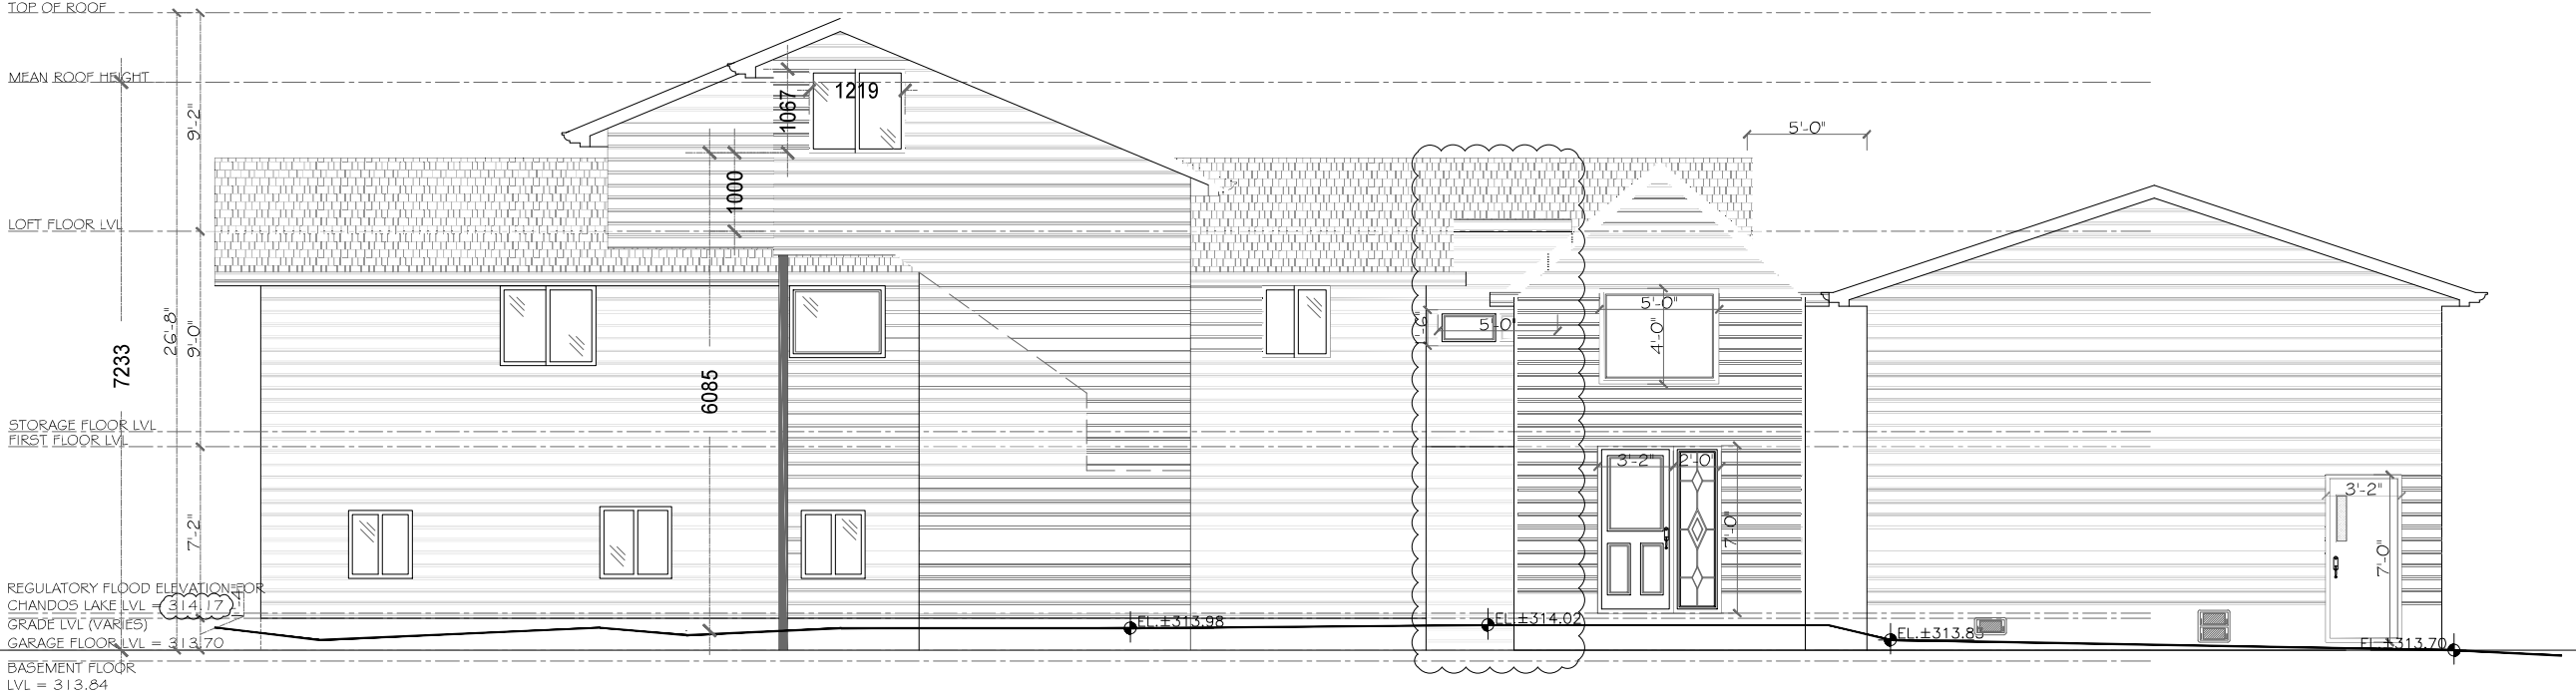 TOP OF ROOF
MEAN ROOF HEIGHT
9'-2"
1067
1219
5'-0"
1000
LOFT FLOOR LVL
26'-8"
9'-0"
7233
6085
5'-0"
5'-0"
4'-0"
STORAGE FLOOR LVL
FIRST FLOOR LVL
3'-2"
2'-0"
3'-2"
7'-2"
7'-0"
7'-0"
REGULATORY FLOOD ELEVATION FOR
CHANDOS LAKE LVL = 314.17
GRADE LVL (VARIES)
EL.±313.98
EL.±314.02
EL.±313.83
GARAGE FLOOR LVL = 313.70
EL.±313.70
BASEMENT FLOOR
LVL = 313.84